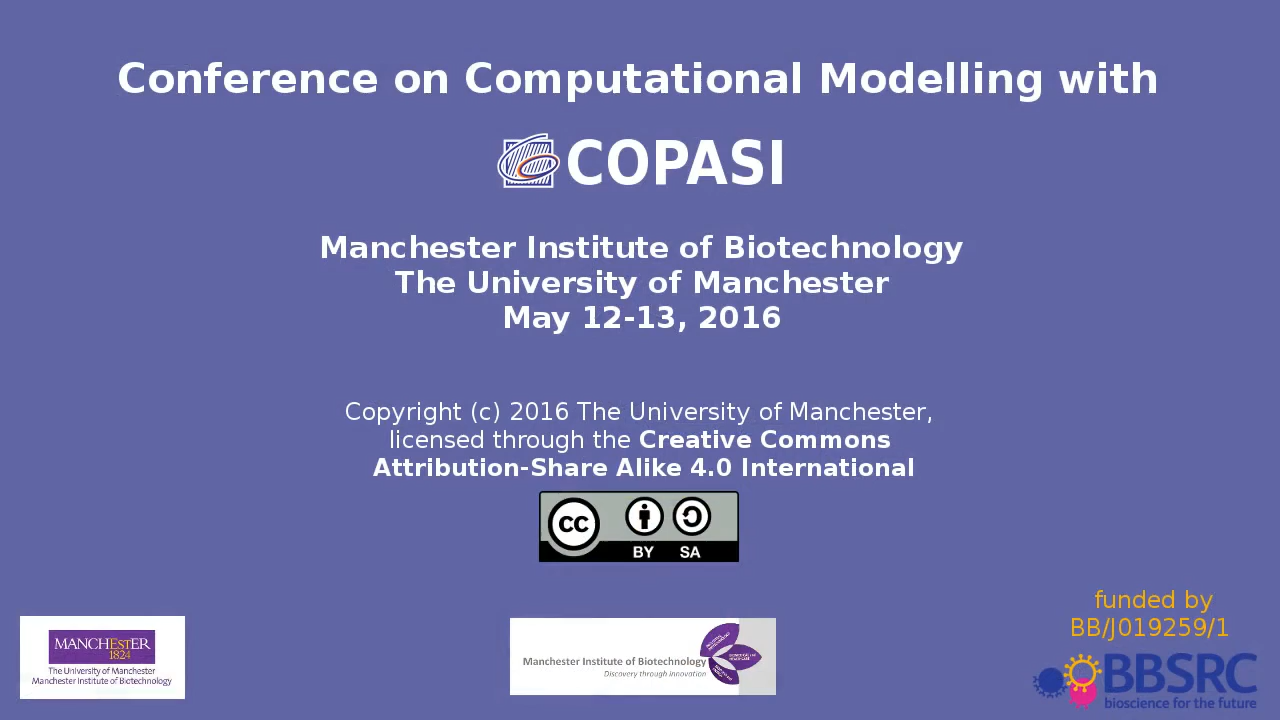 Conference on Computational Modelling with
COPASI
Manchester Institute of Biotechnology
The University of Manchester
May 12-13, 2016
Copyright (c) 2016 The University of Manchester,
licensed through the Creative Commons
Attribution-Share Alike 4.0 International
CC
BY SA
funded by
BB/J019259/1
MANCHESTER
1824
The University of Manchester
Manchester Institute of Biotechnology
Manchester Institute of Biotechnology
Discovery through innovation
BBSRC
bioscience for the future